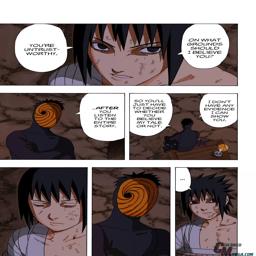 YOU'RE
UNTRUST-
WORTHY.
ON WHAT
GROUNDS
SHOULD
I BELIEVE
YOU?
...AFTER
YOU
LISTEN TO
THE ENTIRE
STORY.
SO YOU'LL
JUST HAVE
TO DECIDE
WHETHER
YOU
BELIEVE
MY TALE
OR NOT...
I DON'T
HAVE ANY
EVIDENCE
I CAN
SHOW
YOU.
...
...